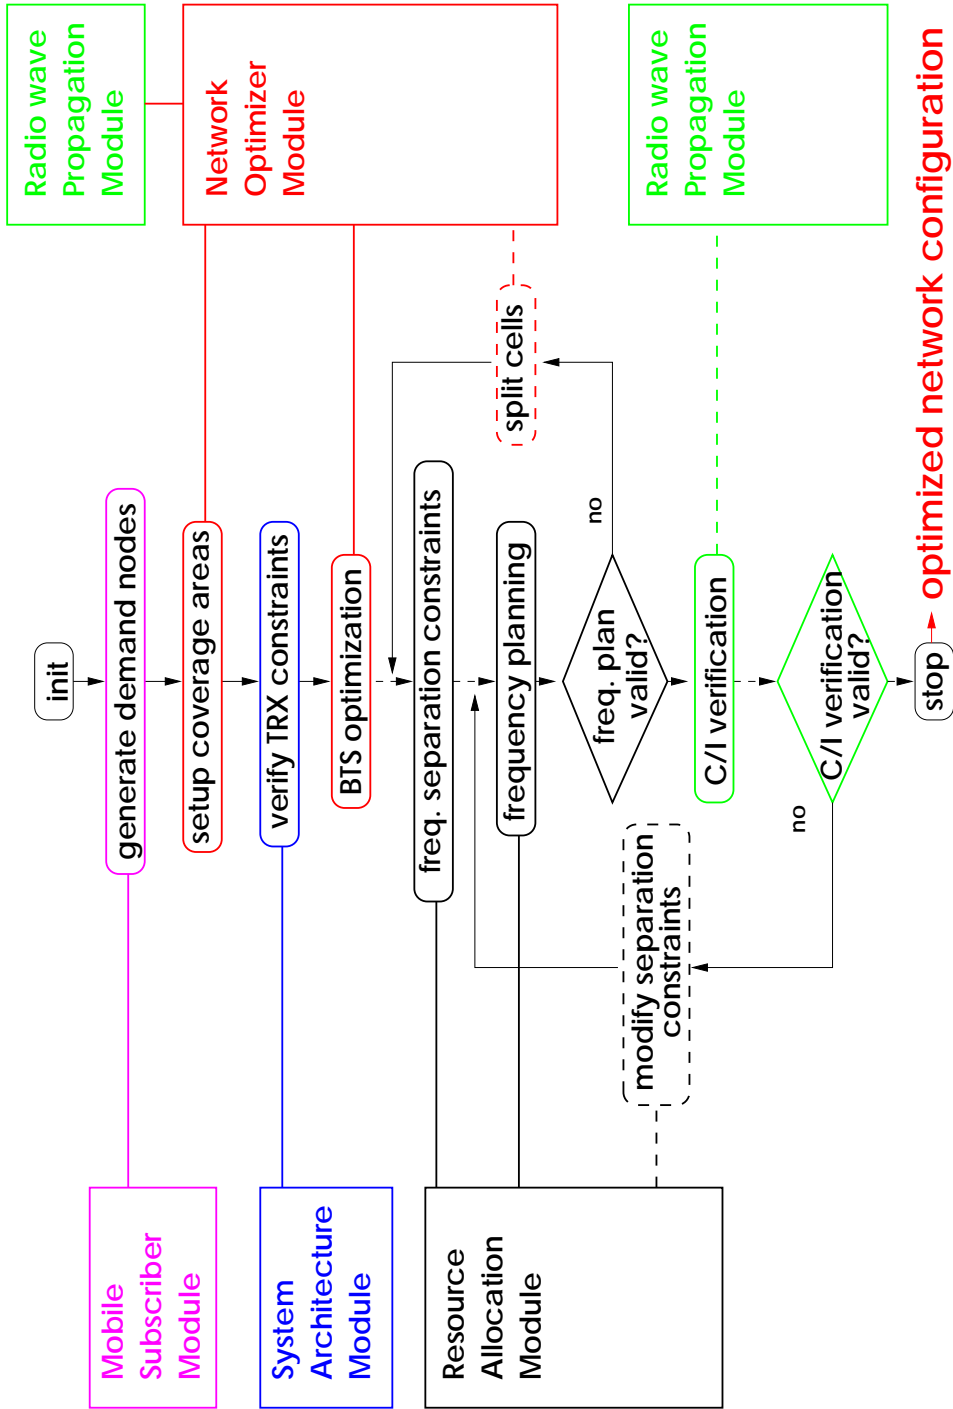 Mobile
Subscriber
Module
System
Architecture
Module
Resource
Allocation
Module
init
generate demand nodes
setup coverage areas
verify TRX constraints
BTS optimization
freq. separation constraints
frequency planning
freq. plan
valid?
no
split cells
modify separation
constraints
C/I verification
C/I verification
valid?
no
stop
optimized network configuration
Radio wave
Propagation
Module
Network
Optimizer
Module
Radio wave
Propagation
Module